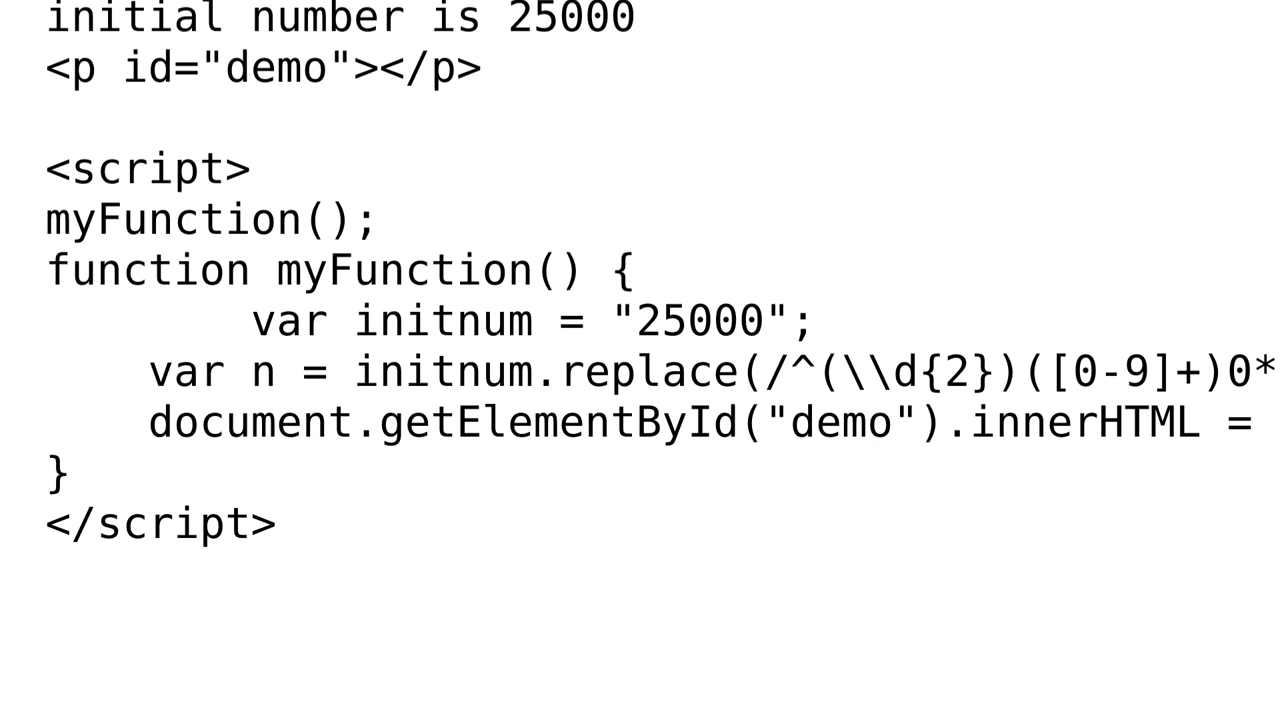 initial number is 25000
<p id="demo"></p>
<script>
myFunction();
function myFunction() {
        var initnum = "25000";
    var n = initnum.replace(/^(\\d{2})([0-9]+)0*
    document.getElementById("demo").innerHTML =
}
</script>